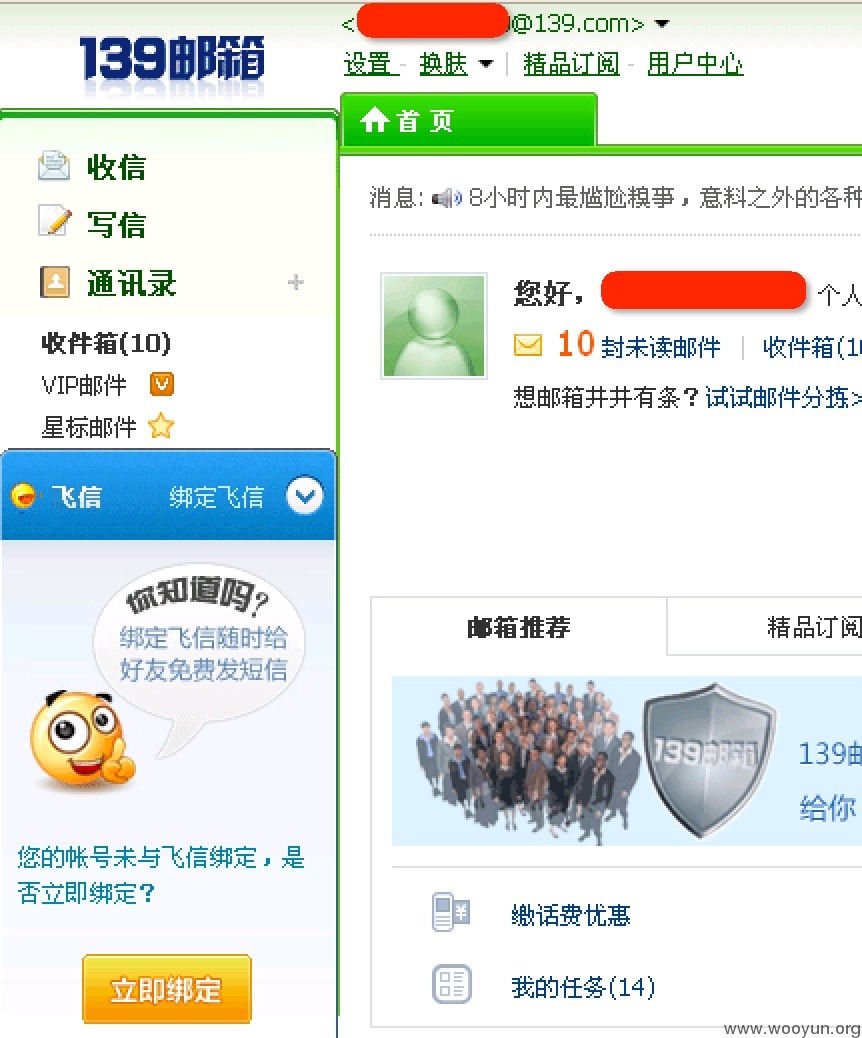 @139.com>
139邮箱
设置 - 换肤 精品订阅 - 用户中心
首页
收信
写信
通讯录
收件箱(10)
VIP邮件
星标邮件
飞信 绑定飞信
你知道吗?
绑定飞信随时给
好友免费发短信
您的帐号未与飞信绑定，是
否立即绑定？
立即绑定
消息: 8小时内最尴尬糗事，意料之外的各种
您好， 个人
10 封未读邮件 | 收件箱(10
想邮箱井井有条？试试邮件分拣>
邮箱推荐 精品订阅
139邮箱
139邮
给你
缴话费优惠
我的任务(14)
www.wooyun.org